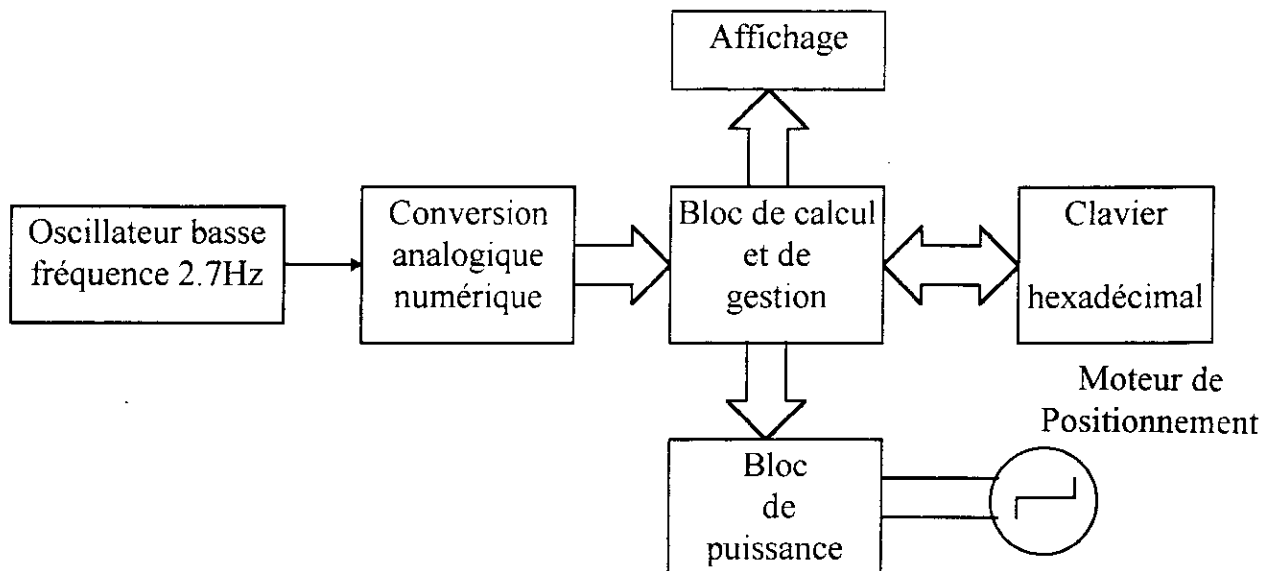 Affichage
Oscillateur basse
fréquence 2.7Hz
Conversion
analogique
numérique
Bloc de calcul
et de
gestion
Clavier
hexadécimal
Moteur de
Positionnement
Bloc
de
puissance